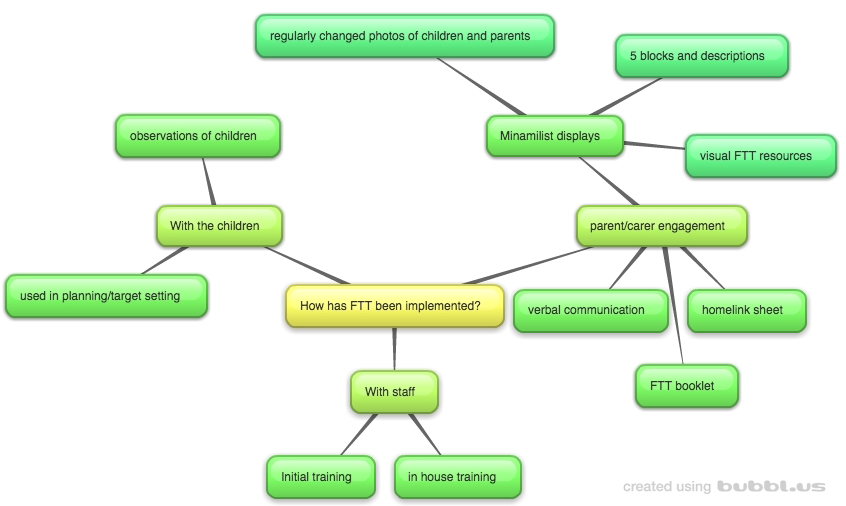 regularly changed photos of children and parents
5 blocks and descriptions
observations of children
Minamilist displays
visual FTT resources
With the children
parent/carer engagement
used in planning/target setting
How has FTT been implemented?
verbal communication
homelink sheet
With staff
FTT booklet
Initial training
in house training
created using bubbl.us